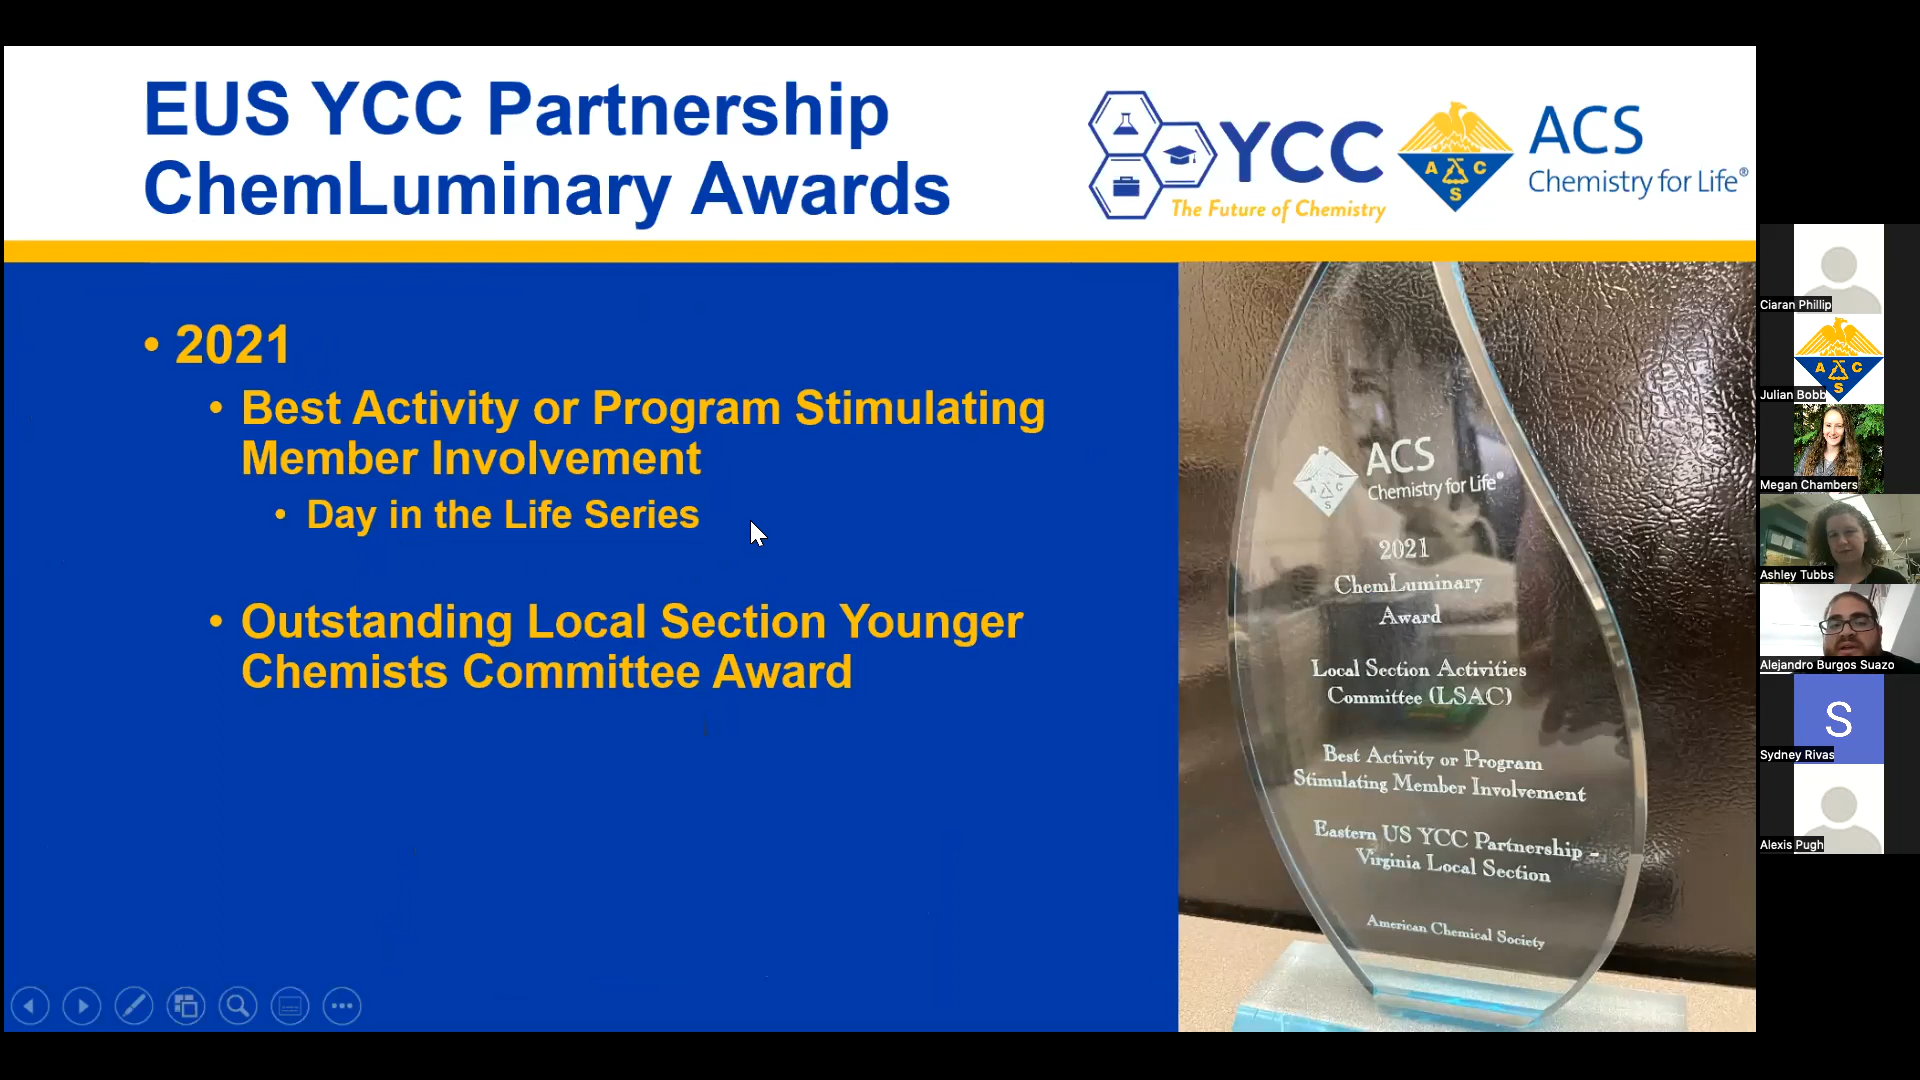 EUS YCC Partnership
ChemLuminary Awards
YCC
The Future of Chemistry
A C
S
ACS
Chemistry for Life®
• 2021
• Best Activity or Program Stimulating
Member Involvement
• Day in the Life Series
• Outstanding Local Section Younger
Chemists Committee Award
A C
S
ACS
Chemistry for Life®
2021
ChemLuminary
Award
Local Section Activities
Committee (LSAC)
Best Activity or Program
Stimulating Member Involvement
Eastern US YCC Partnership -
Virginia Local Section
American Chemical Society
Ciaran Phillip
A C
S
Julian Bobb
Megan Chambers
Ashley Tubbs
Alejandro Burgos Suazo
S
Sydney Rivas
Alexis Pugh